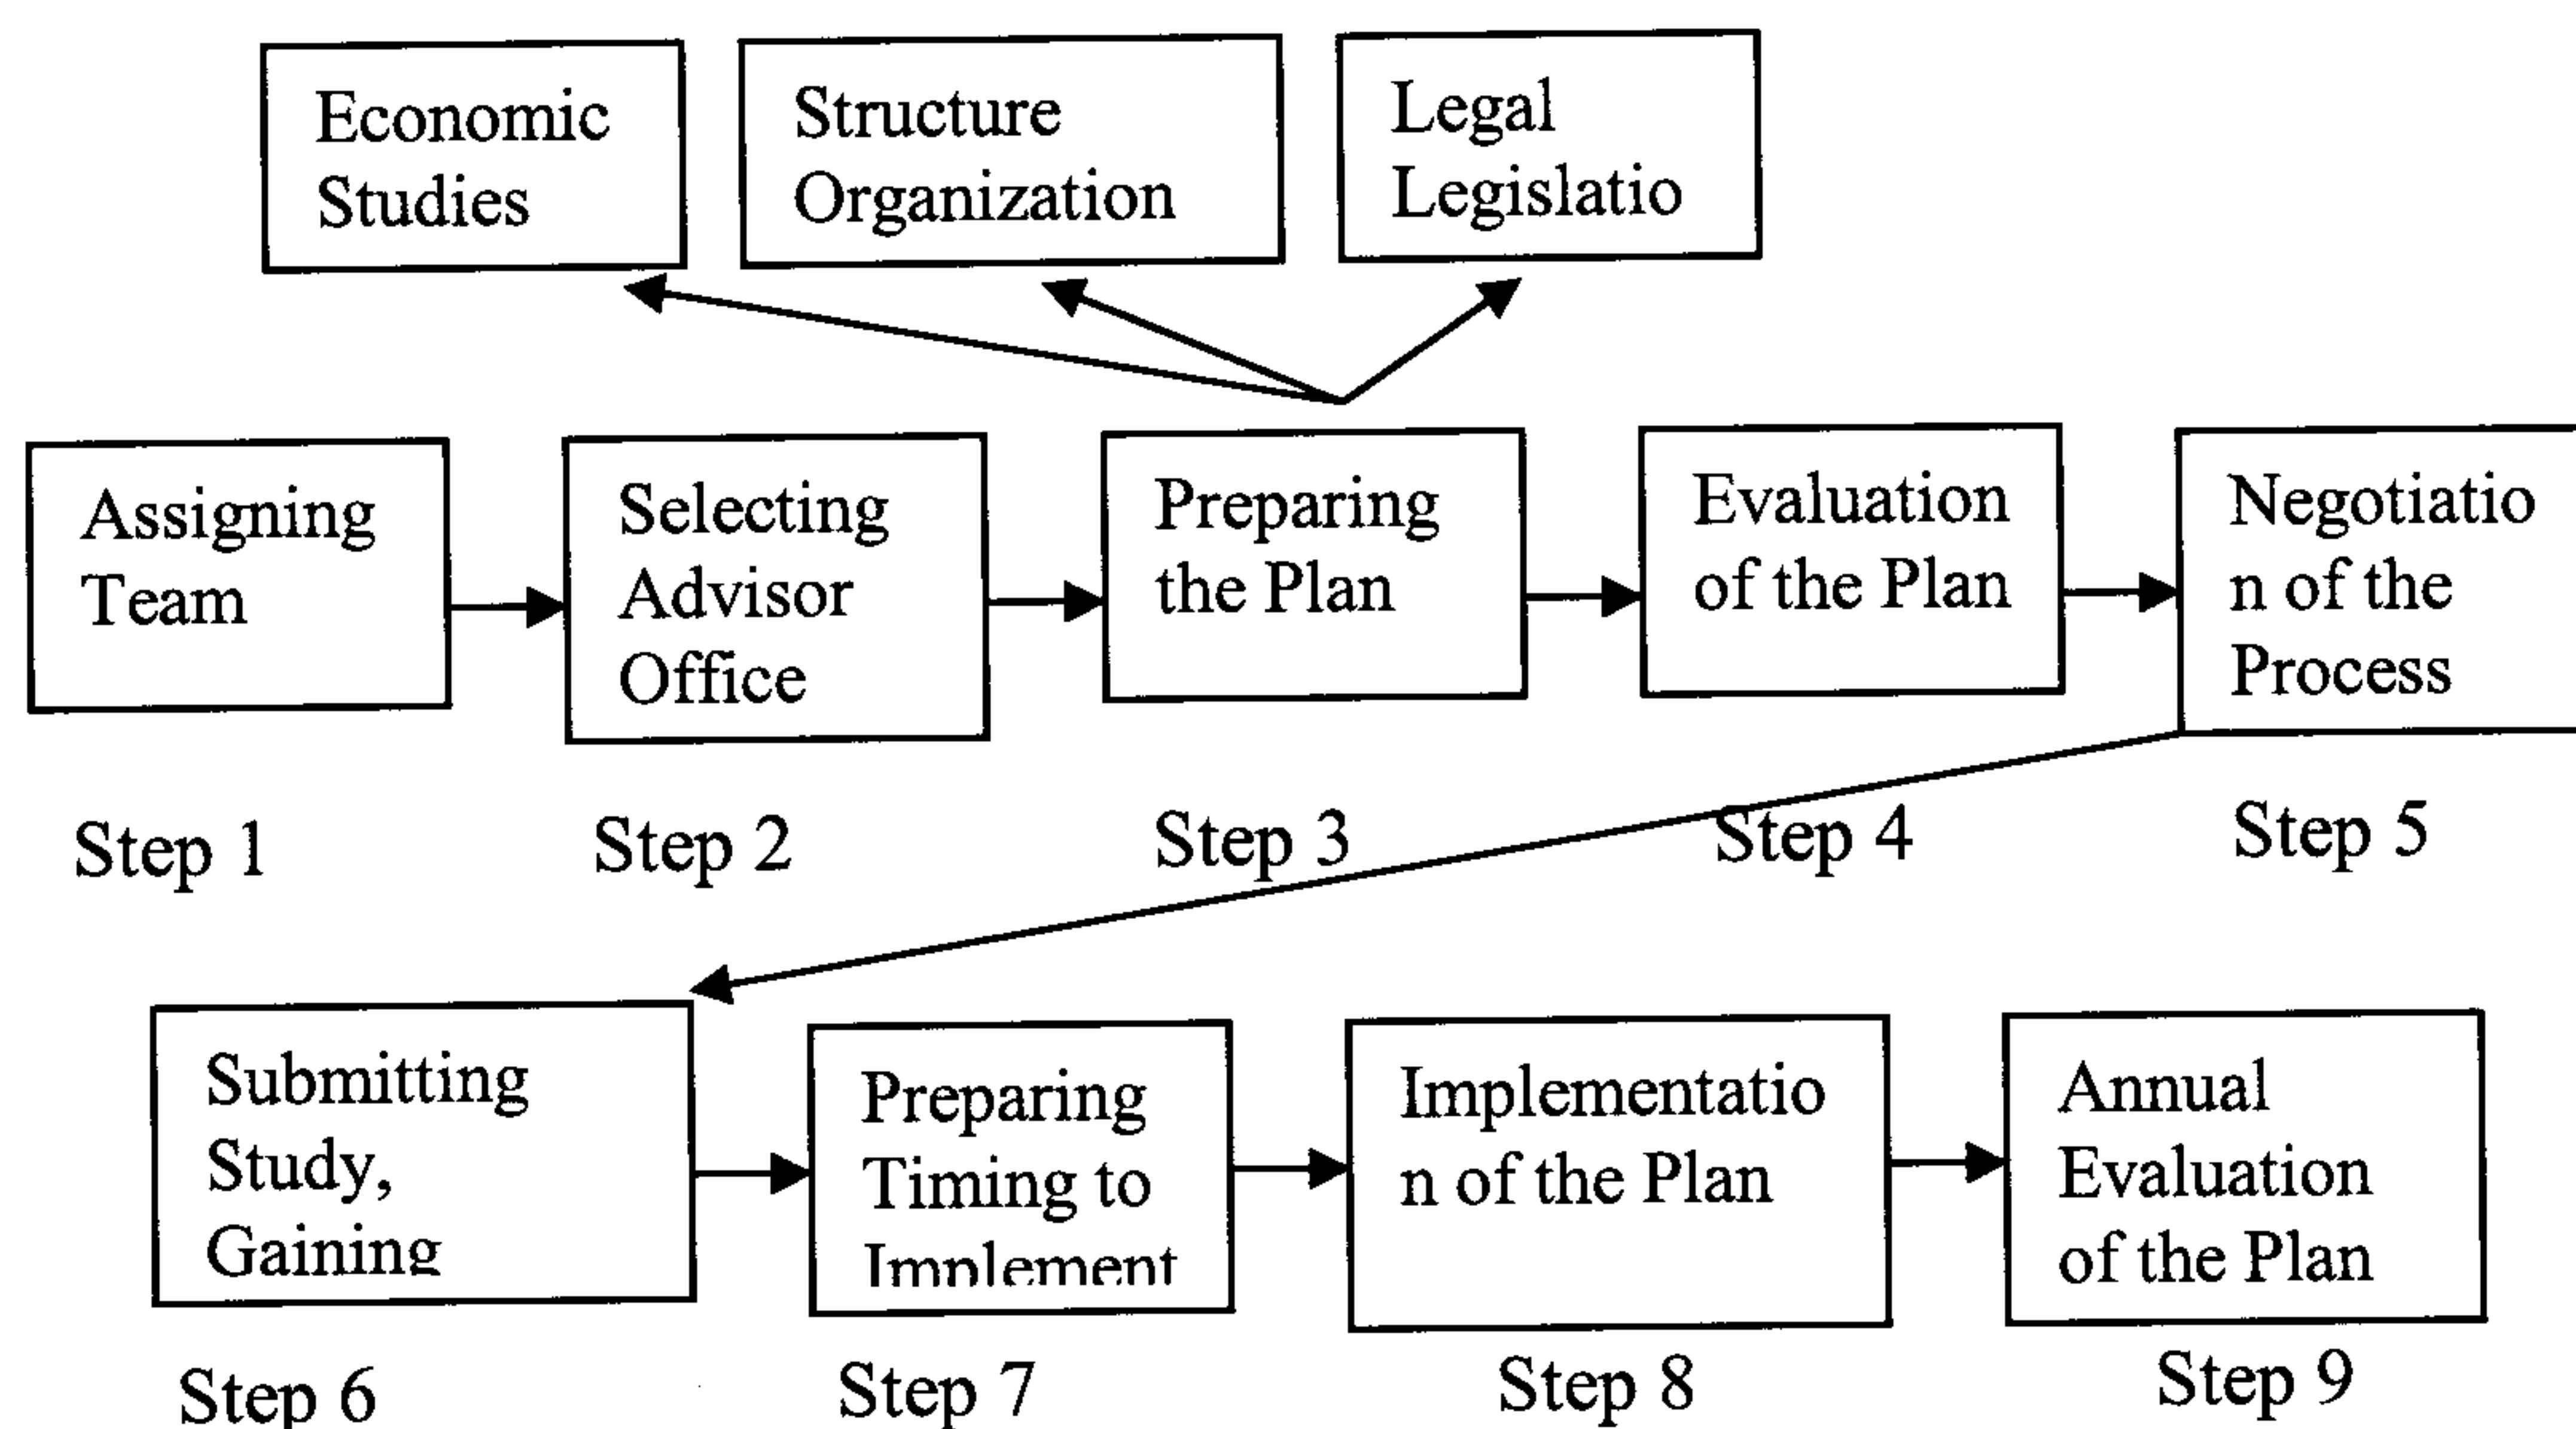 Economic
Studies
Structure
Organization
Legal
Legislatio
Assigning
Team
Selecting
Advisor
Office
Preparing
the Plan
Evaluation
of the Plan
Negotiatio
n of the
Process
Step 1
Step 2
Step 3
Step 4
Step 5
Submitting
Study,
Gaining
Preparing
Timing to
Implement
Implementatio
n of the Plan
Annual
Evaluation
of the Plan
Step 6
Step 7
Step 8
Step 9